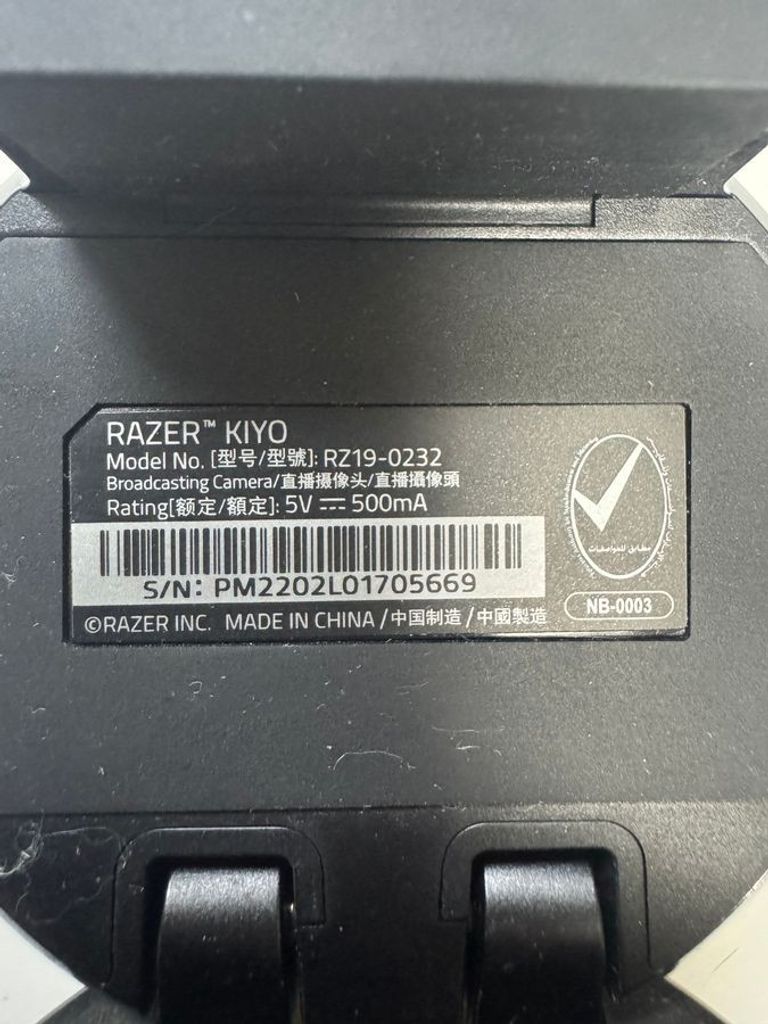 RAZER™ KIYO
Model No. [型号/型號]: RZ19-0232
Broadcasting Camera/直播摄像头/直播攝像頭
Rating[额定/額定]: 5V ⎓ 500mA
S/N: PM2202L01705669
©RAZER INC. MADE IN CHINA /中国制造 /中國製造
مطابق للمواصفات
NB-0003